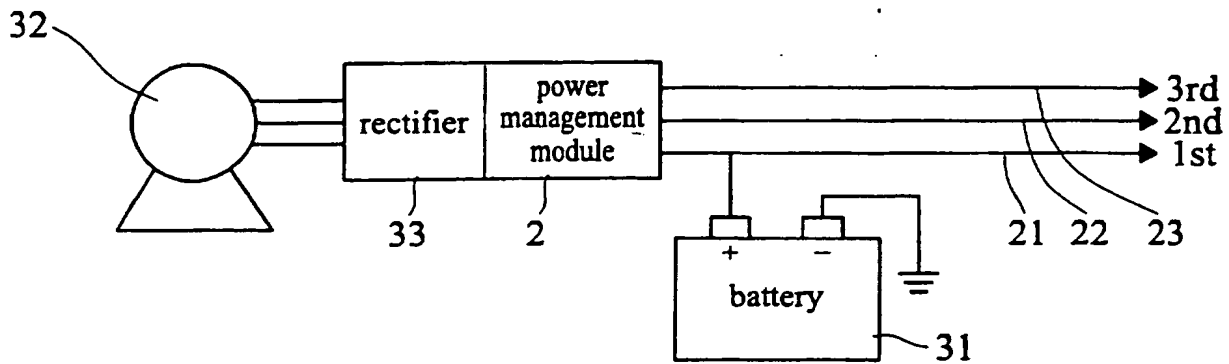 32
rectifier
power
management
module
3rd
2nd
1st
33
2
21
22
23
+
−
battery
31